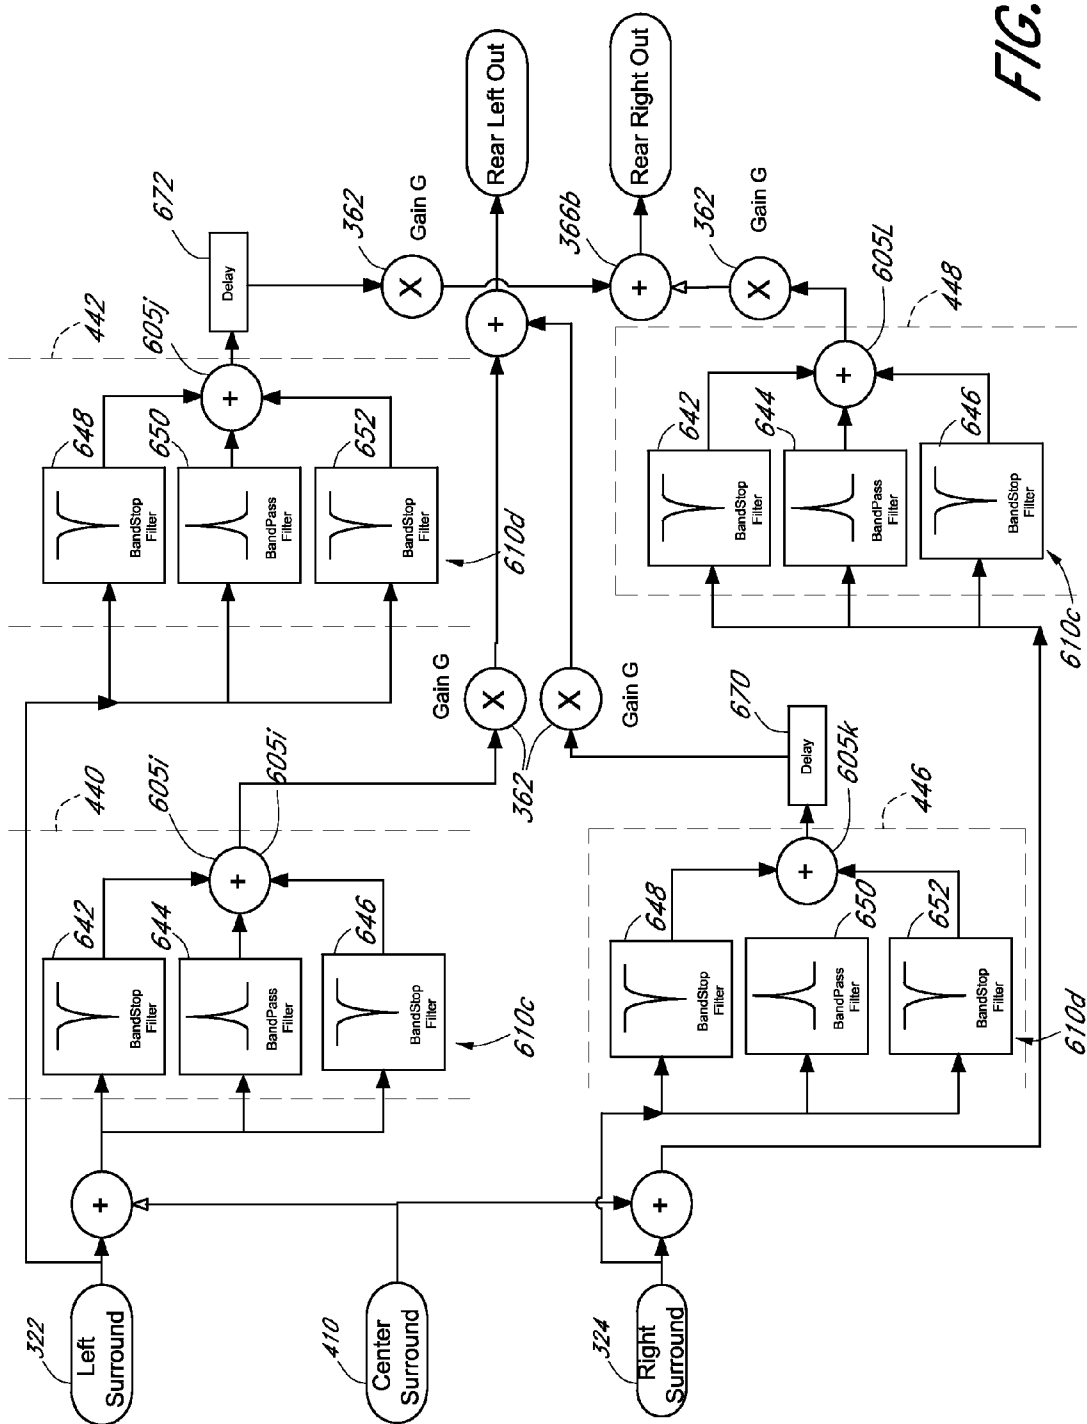 322
Left
Surround
410
Center
Surround
324
Right
Surround
440
642
BandStop
Filter
644
BandPass
Filter
646
BandStop
Filter
610c
+
605i
605i
+
442
648
BandStop
Filter
650
BandPass
Filter
652
BandStop
Filter
610d
+
605j
Delay
672
X
362
Gain G
Gain G
X
X
Gain G
362
+
Rear Left Out
+
446
648
BandStop
Filter
650
BandPass
Filter
652
BandStop
Filter
610d
+
605k
Delay
670
448
642
BandStop
Filter
644
BandPass
Filter
646
BandStop
Filter
610c
+
605L
X
362
Gain G
+
366b
Rear Right Out
FIG.